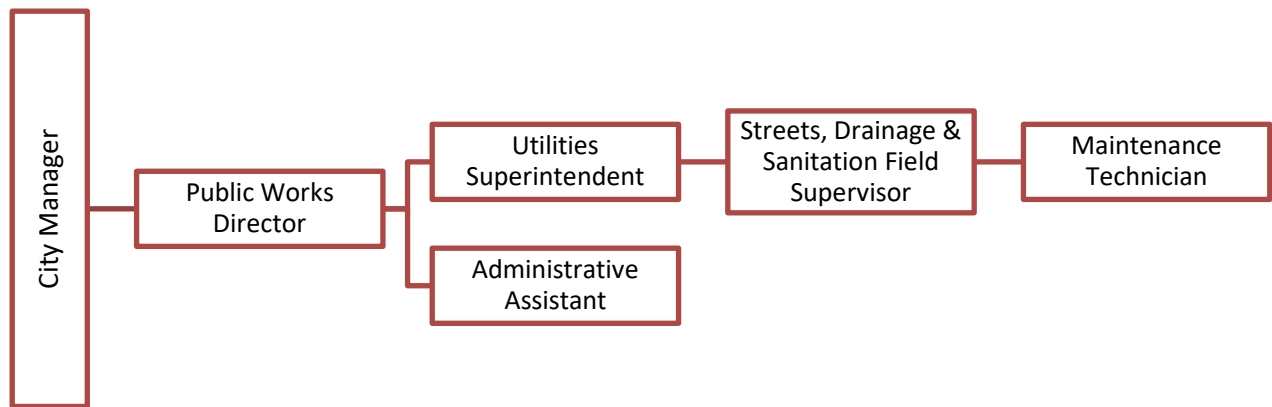 City Manager
Public Works
Director
Utilities
Superintendent
Administrative
Assistant
Streets, Drainage &
Sanitation Field
Supervisor
Maintenance
Technician